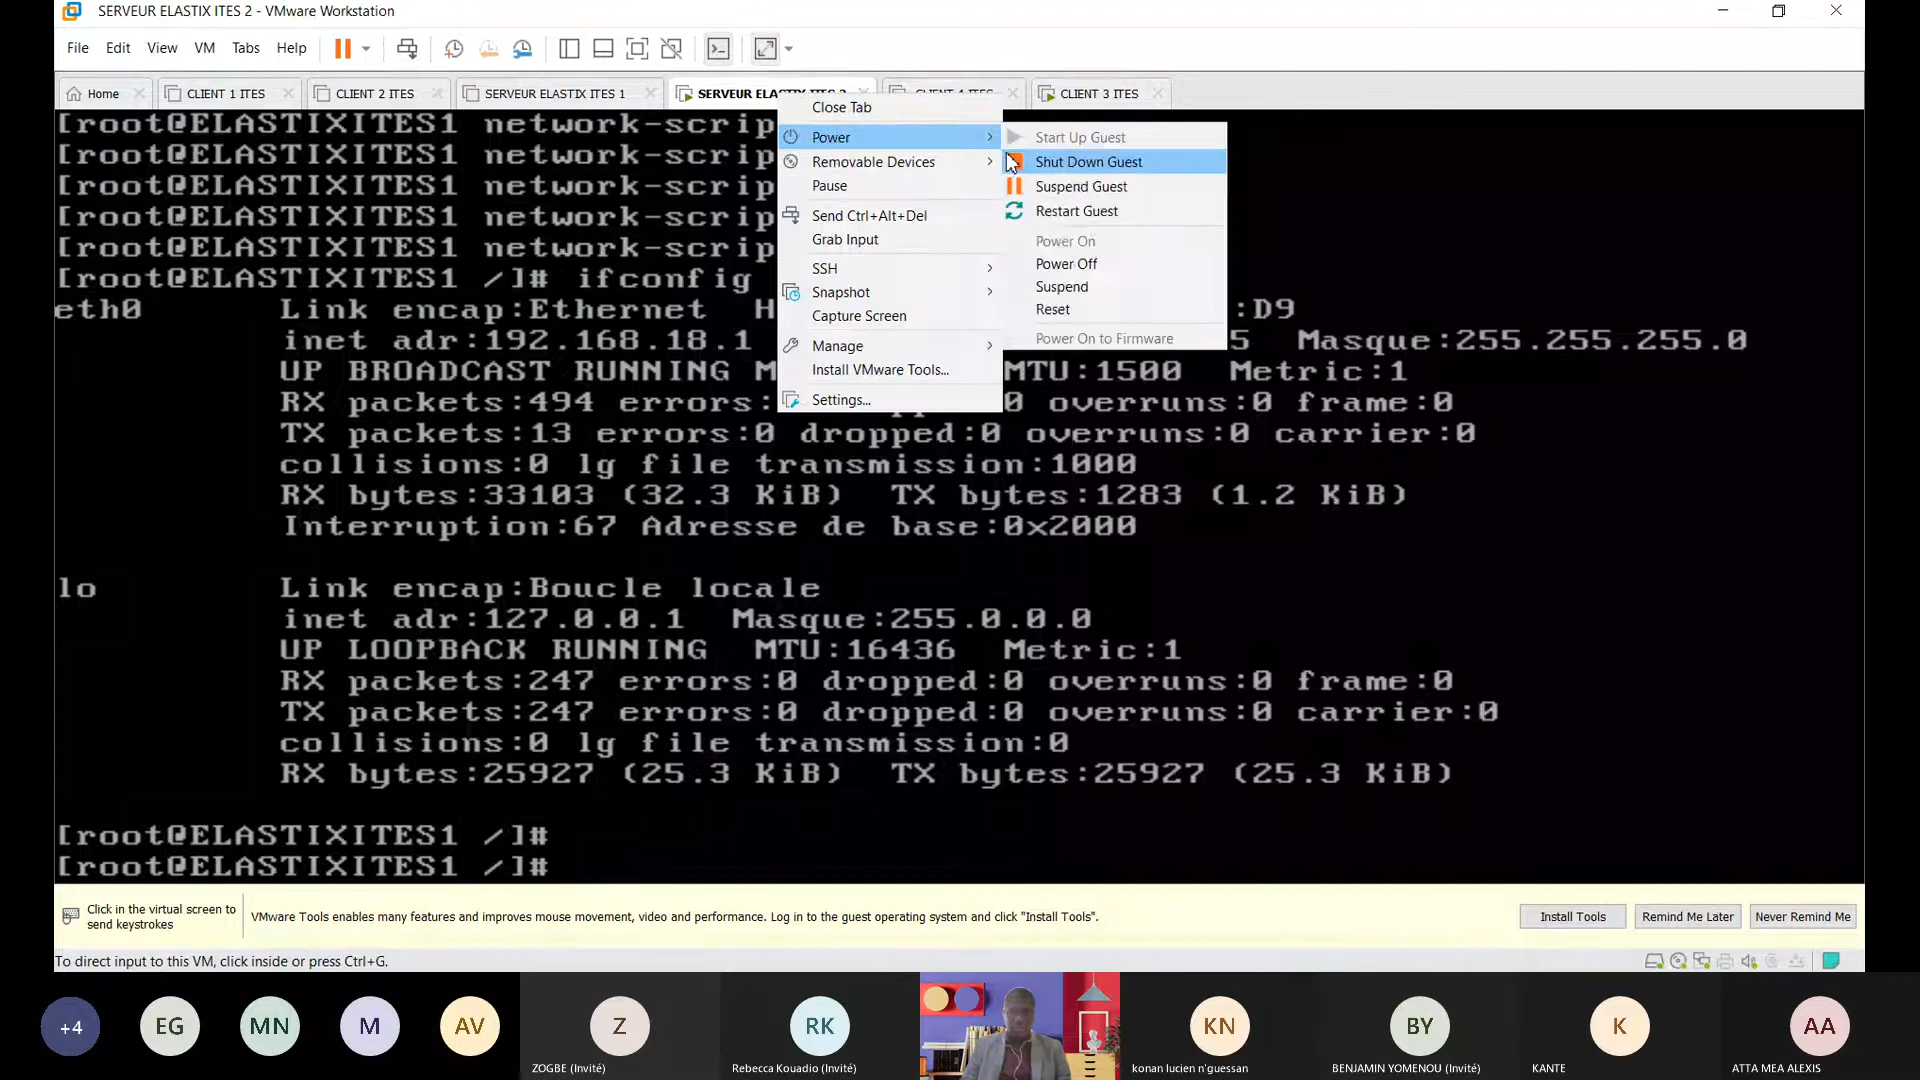 SERVEUR ELASTIX ITES 2 - VMware Workstation
File Edit View VM Tabs Help
Home CLIENT 1 ITES CLIENT 2 ITES SERVEUR ELASTIX ITES 1 SERVEUR ELASTIX ITES 2 CLIENT 4 ITES CLIENT 3 ITES
Close Tab
Power
Removable Devices
Pause
Send Ctrl+Alt+Del
Grab Input
SSH
Snapshot
Capture Screen
Manage
Install VMware Tools...
Settings...
Start Up Guest
Shut Down Guest
Suspend Guest
Restart Guest
Power On
Power Off
Suspend
Reset
Power On to Firmware
[root@ELASTIXITES1 network-scrip
[root@ELASTIXITES1 network-scrip
[root@ELASTIXITES1 network-scrip
[root@ELASTIXITES1 network-scrip
[root@ELASTIXITES1 network-scrip
[root@ELASTIXITES1 /]# ifconfig
eth0 Link encap:Ethernet H :D9
inet adr:192.168.18.1 5 Masque:255.255.255.0
UP BROADCAST RUNNING M MTU:1500 Metric:1
RX packets:494 errors: 0 overruns:0 frame:0
TX packets:13 errors:0 dropped:0 overruns:0 carrier:0
collisions:0 lg file transmission:1000
RX bytes:33103 (32.3 KiB) TX bytes:1283 (1.2 KiB)
Interruption:67 Adresse de base:0x2000
lo Link encap:Boucle locale
inet adr:127.0.0.1 Masque:255.0.0.0
UP LOOPBACK RUNNING MTU:16436 Metric:1
RX packets:247 errors:0 dropped:0 overruns:0 frame:0
TX packets:247 errors:0 dropped:0 overruns:0 carrier:0
collisions:0 lg file transmission:0
RX bytes:25927 (25.3 KiB) TX bytes:25927 (25.3 KiB)
[root@ELASTIXITES1 /]#
[root@ELASTIXITES1 /]#
Click in the virtual screen to
send keystrokes
VMware Tools enables many features and improves mouse movement, video and performance. Log in to the guest operating system and click "Install Tools".
Install Tools Remind Me Later Never Remind Me
To direct input to this VM, click inside or press Ctrl+G.
+4 EG MN M AV Z RK KN BY K AA
ZOGBE (Invité) Rebecca Kouadio (Invité) konan lucien n'guessan BENJAMIN YOMENOU (Invité) KANTE ATTA MEA ALEXIS